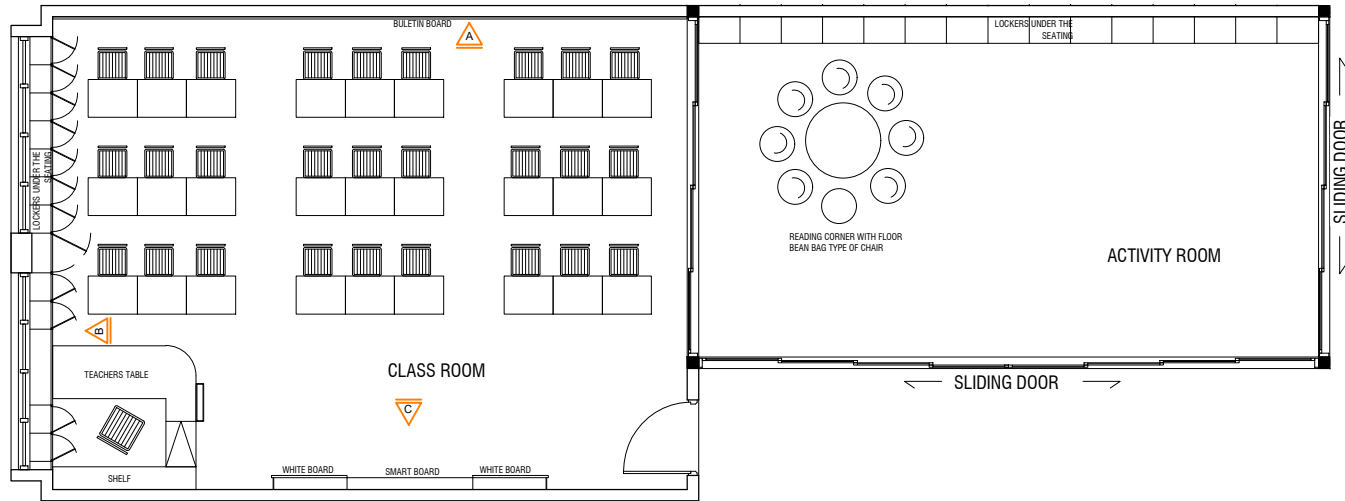 BULETIN BOARD
A
LOCKERS UNDER THE
SEATING
LOCKERS UNDER THE
SEATING
SLIDING DOOR
READING CORNER WITH FLOOR
BEAN BAG TYPE OF CHAIR
ACTIVITY ROOM
B
TEACHERS TABLE
CLASS ROOM
SLIDING DOOR
C
SHELF
WHITE BOARD
SMART BOARD
WHITE BOARD